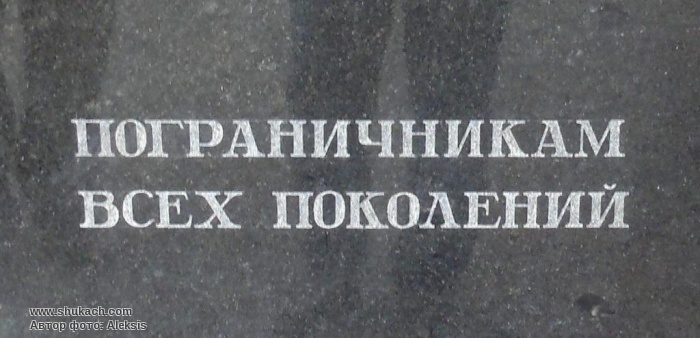 ПОГРАНИЧНИКАМ
ВСЕХ ПОКОЛЕНИЙ
www.shukach.com
Автор фото: Aleksis